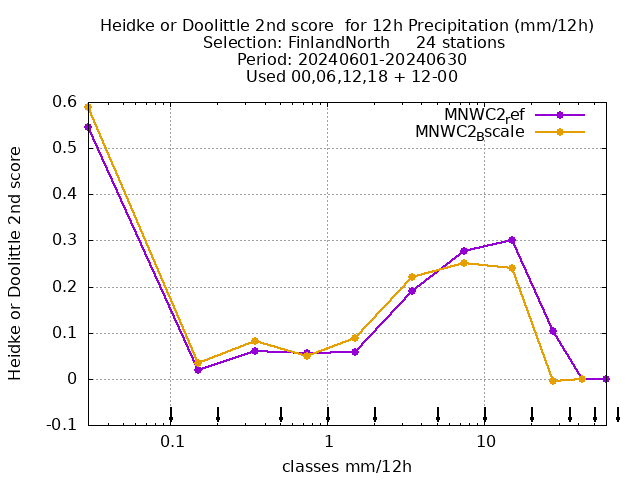 Heidke or Doolittle 2nd score  for 12h Precipitation (mm/12h)
Selection: FinlandNorth     24 stations
Period: 20240601-20240630
Used 00,06,12,18 + 12-00
MNWC2ref
MNWC2Bscale
0.6
0.5
0.4
0.3
0.2
0.1
0
-0.1
Heidke or Doolittle 2nd score
0.1 1 10
classes mm/12h